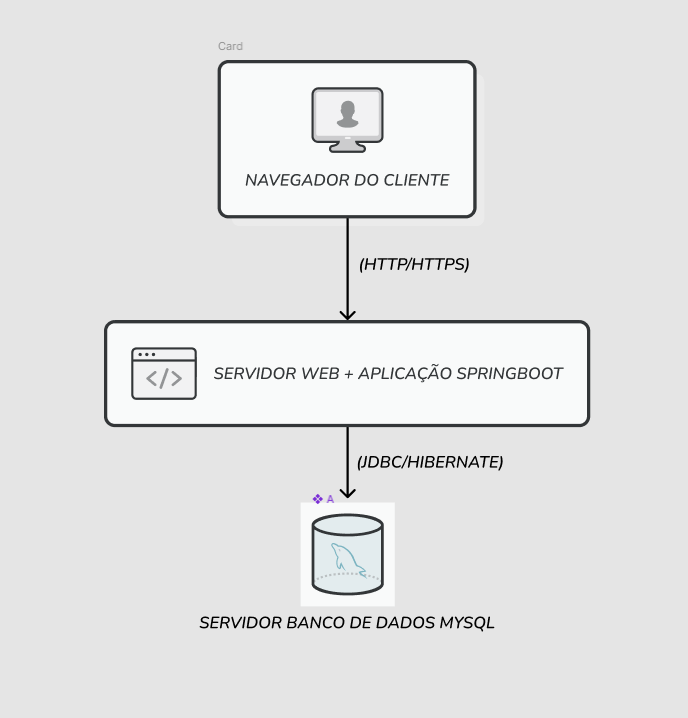 Card
NAVEGADOR DO CLIENTE
(HTTP/HTTPS)
</>
SERVIDOR WEB + APLICAÇÃO SPRINGBOOT
(JDBC/HIBERNATE)
A
SERVIDOR BANCO DE DADOS MYSQL